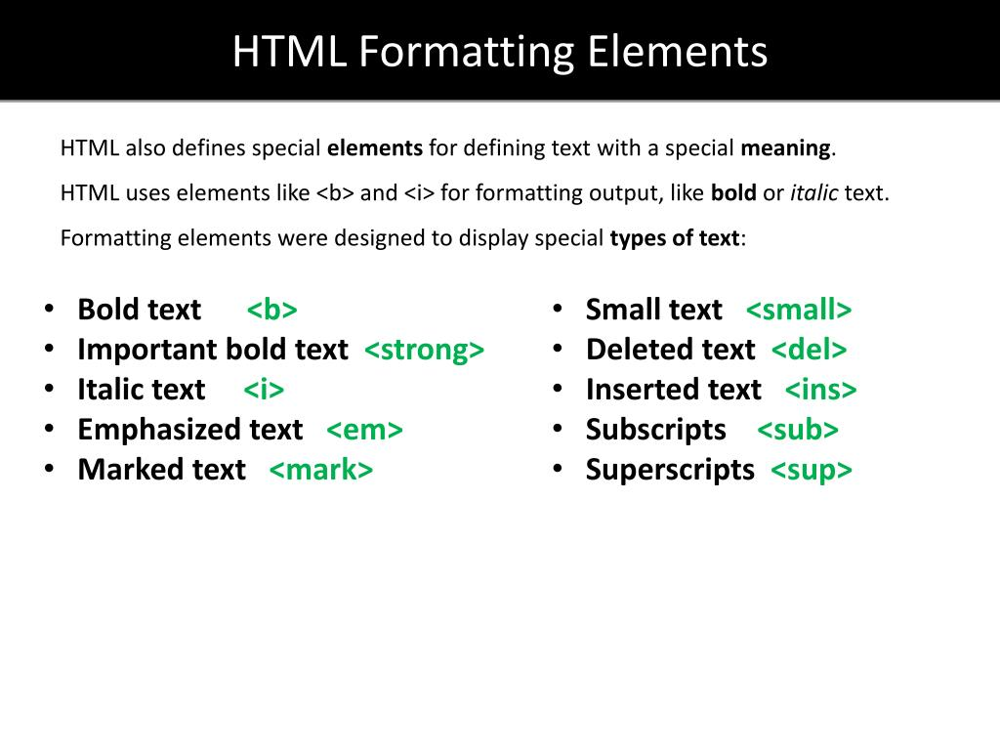 HTML Formatting Elements
HTML also defines special elements for defining text with a special meaning.
HTML uses elements like <b> and <i> for formatting output, like bold or italic text.
Formatting elements were designed to display special types of text:
• Bold text <b>
• Important bold text <strong>
• Italic text <i>
• Emphasized text <em>
• Marked text <mark>
• Small text <small>
• Deleted text <del>
• Inserted text <ins>
• Subscripts <sub>
• Superscripts <sup>